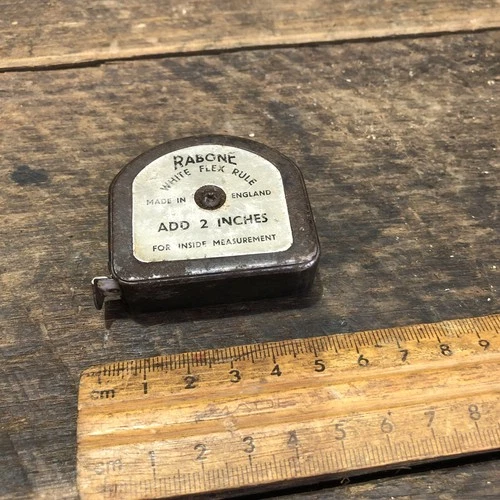 RABONE
WHITE FLEX RULE
MADE IN ENGLAND
ADD 2 INCHES
FOR INSIDE MEASUREMENT
cm 1 2 3 4 5 6 7 8 9
cm 1 2 3 4 5 6 7 8